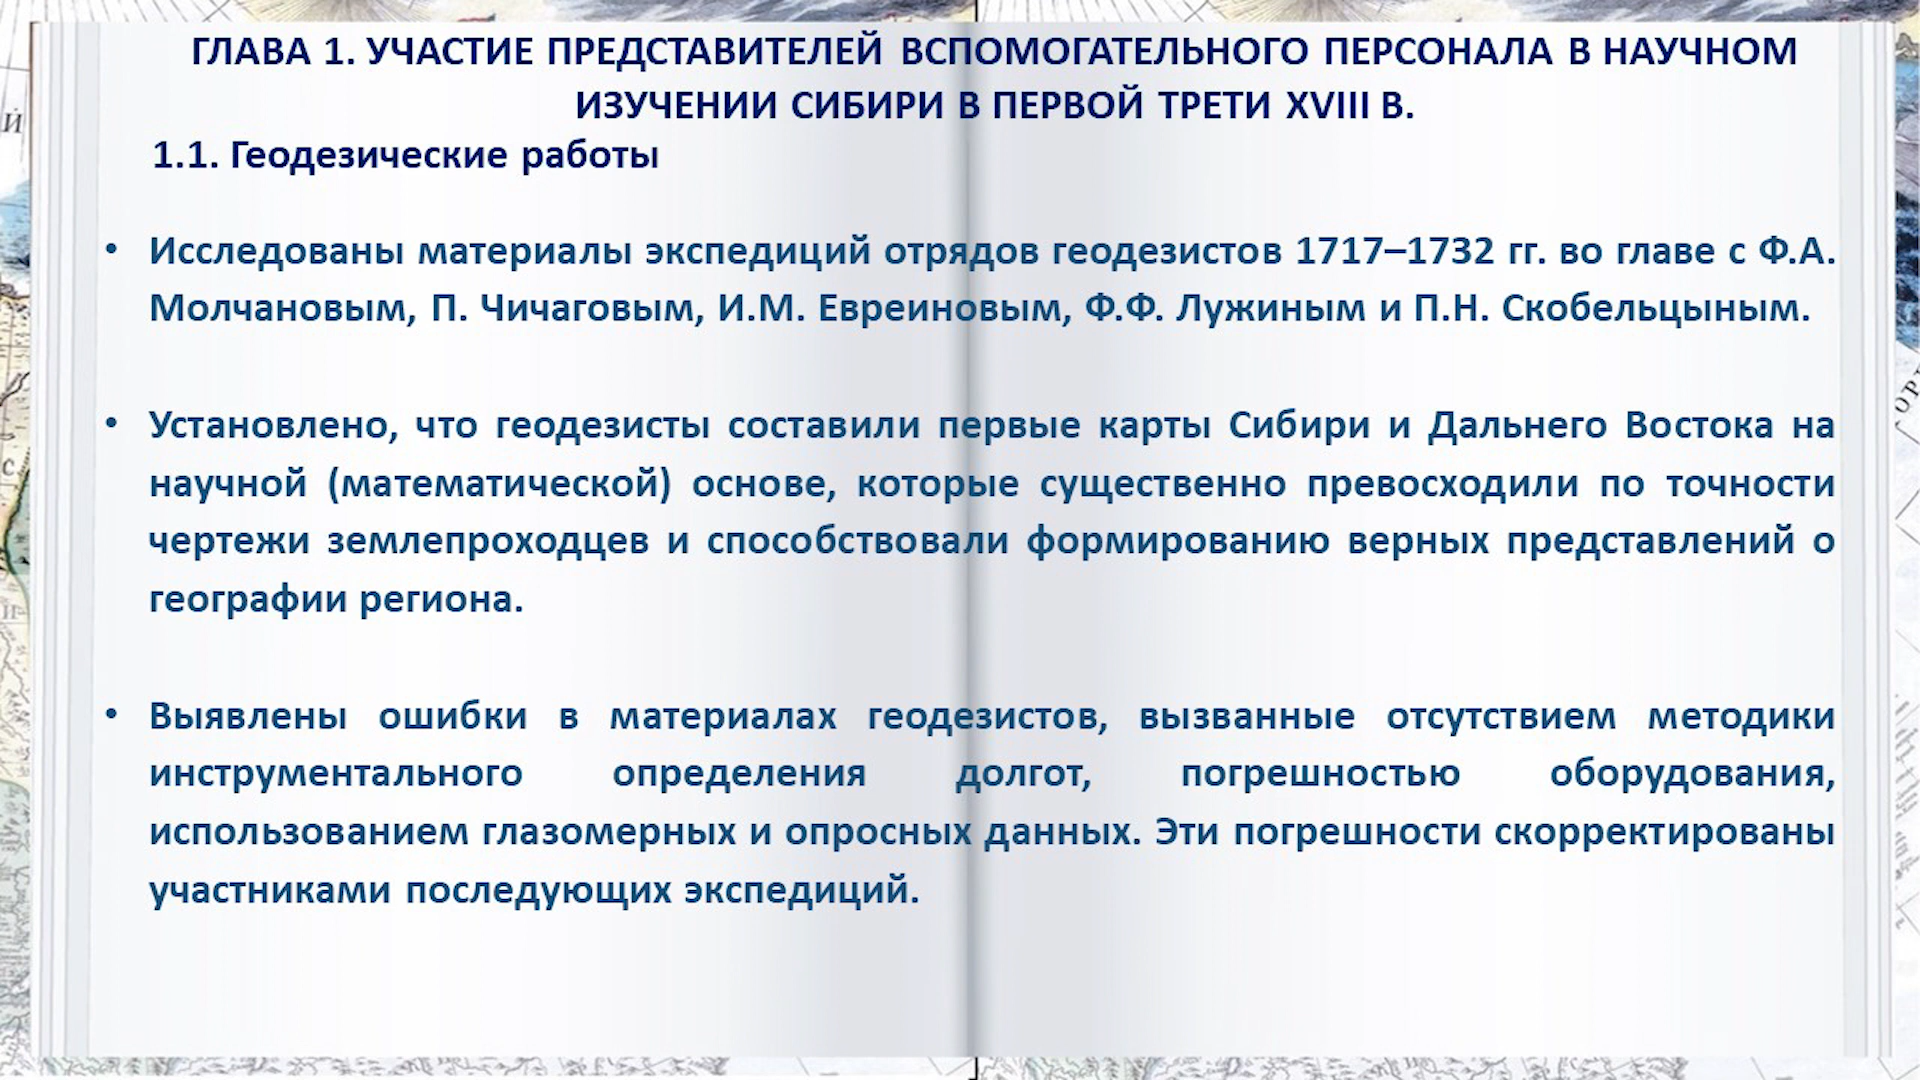 ГЛАВА 1. УЧАСТИЕ ПРЕДСТАВИТЕЛЕЙ ВСПОМОГАТЕЛЬНОГО ПЕРСОНАЛА В НАУЧНОМ
ИЗУЧЕНИИ СИБИРИ В ПЕРВОЙ ТРЕТИ XVIII В.
1.1. Геодезические работы
• Исследованы материалы экспедиций отрядов геодезистов 1717–1732 гг. во главе с Ф.А.
Молчановым, П. Чичаговым, И.М. Евреиновым, Ф.Ф. Лужиным и П.Н. Скобельцыным.
• Установлено, что геодезисты составили первые карты Сибири и Дальнего Востока на
научной (математической) основе, которые существенно превосходили по точности
чертежи землепроходцев и способствовали формированию верных представлений о
географии региона.
• Выявлены ошибки в материалах геодезистов, вызванные отсутствием методики
инструментального определения долгот, погрешностью оборудования,
использованием глазомерных и опросных данных. Эти погрешности скорректированы
участниками последующих экспедиций.